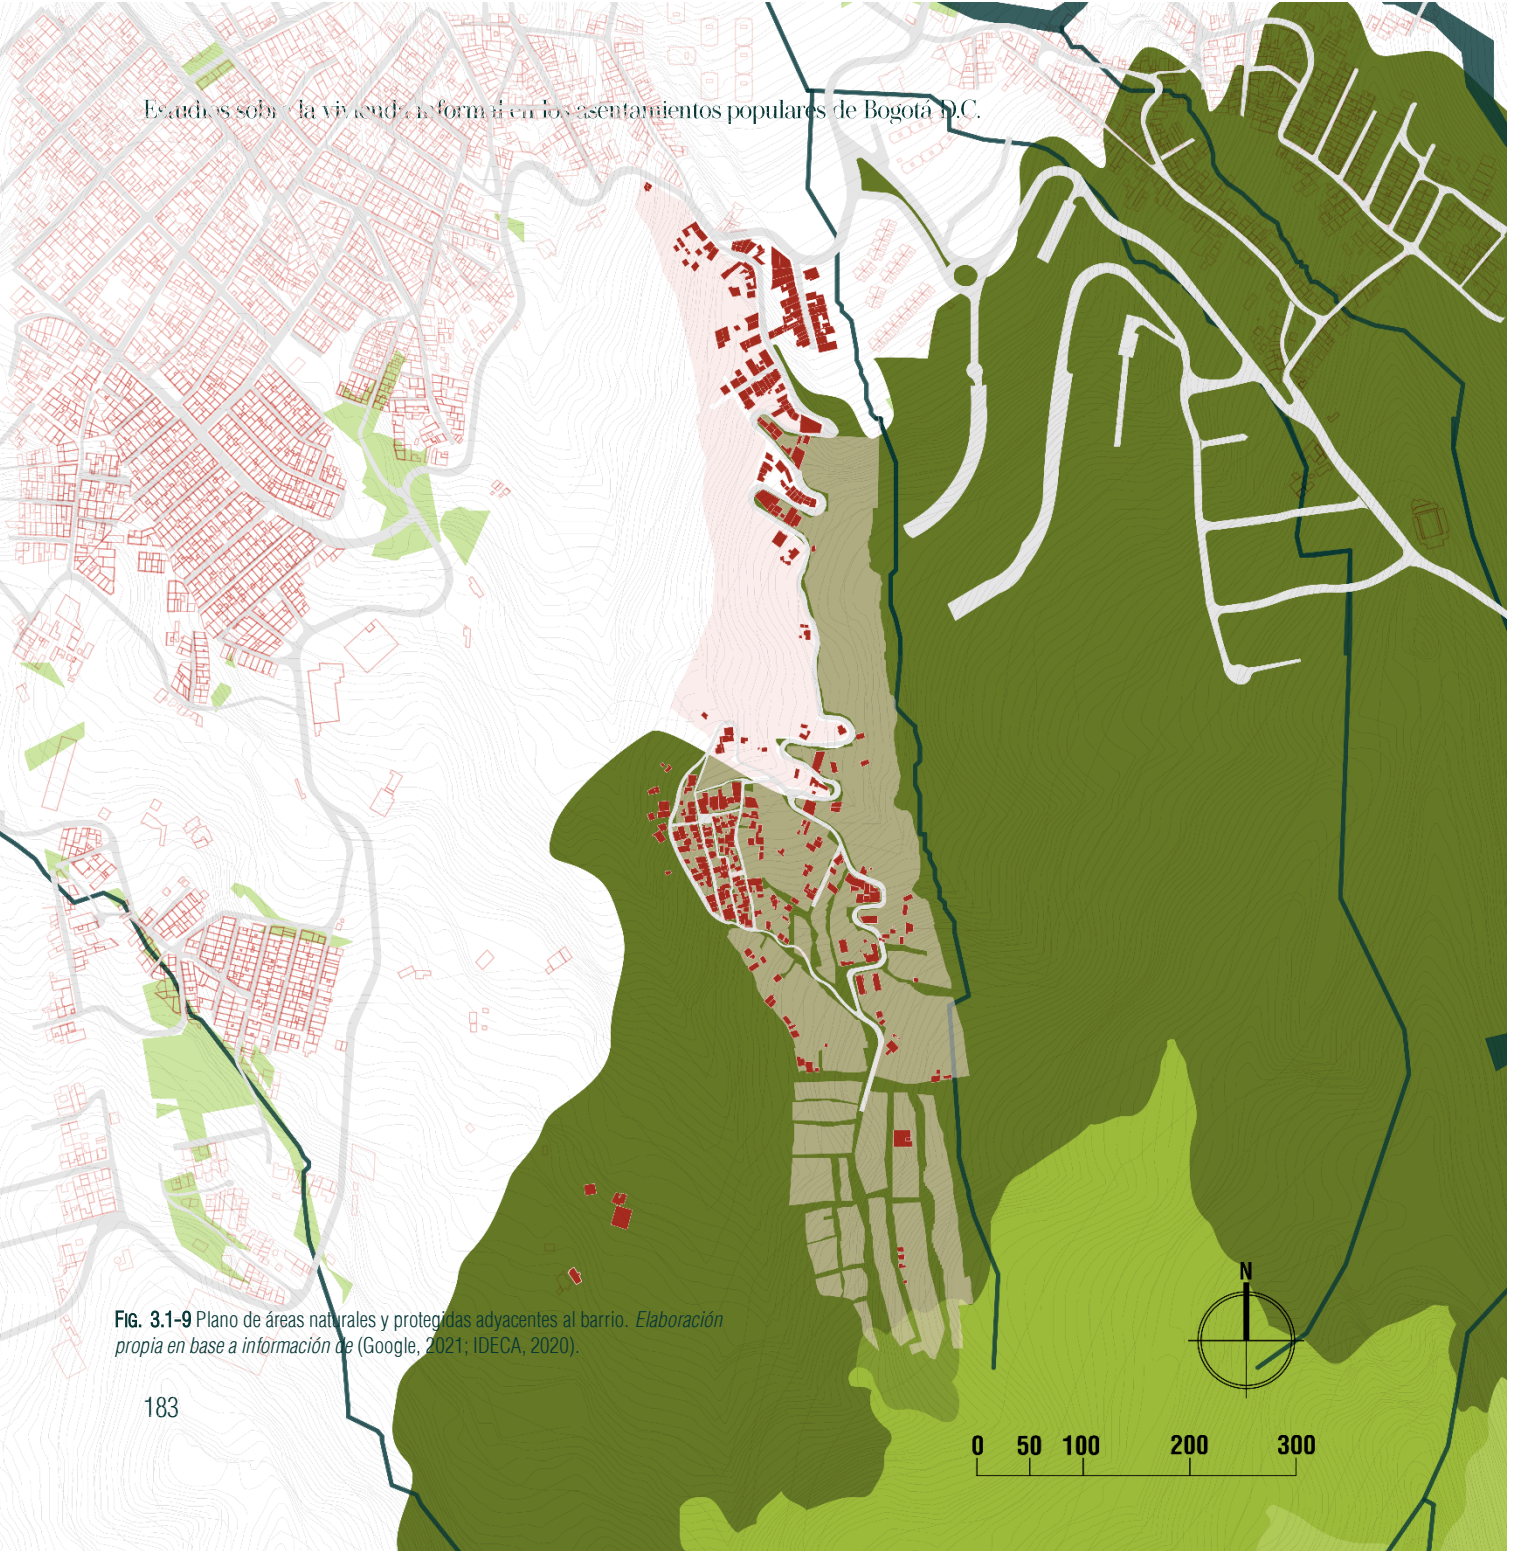 Estudios sobre la vivienda informal en los asentamientos populares de Bogotá D.C.
N
FIG. 3.1-9 Plano de áreas naturales y protegidas adyacentes al barrio. Elaboración
propia en base a información de (Google, 2021; IDECA, 2020).
183
0 50 100 200 300